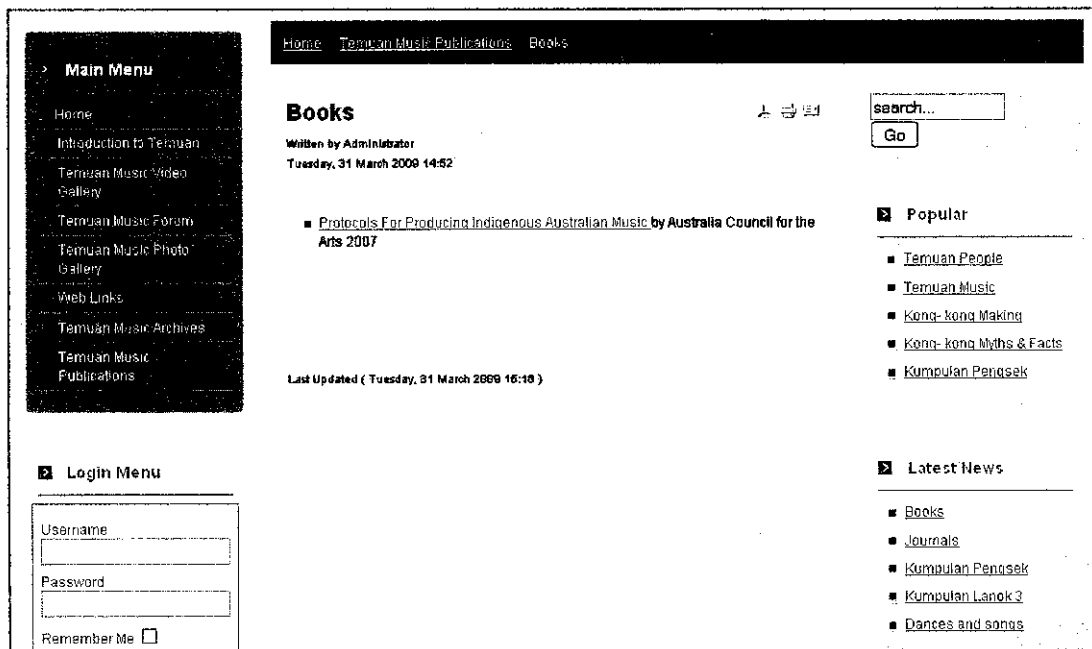 Home Temuan Music Publications Books
Main Menu
Home
Introduction to Temuan
Temuan Music Video
Gallery
Temuan Music Forum
Temuan Music Photo
Gallery
Web Links
Temuan Music Archives
Temuan Music
Publications
Login Menu
Username
Password
Remember Me
Books
Written by Administrator
Tuesday, 31 March 2009 14:52
Protocols For Producing Indigenous Australian Music by Australia Council for the
Arts 2007
Last Updated ( Tuesday, 31 March 2009 15:18 )
search...
Go
Popular
Temuan People
Temuan Music
Kong- kong Making
Kong- kong Myths & Facts
Kumpulan Pengsek
Latest News
Books
Journals
Kumpulan Pengsek
Kumpulan Lanok 3
Dances and songs